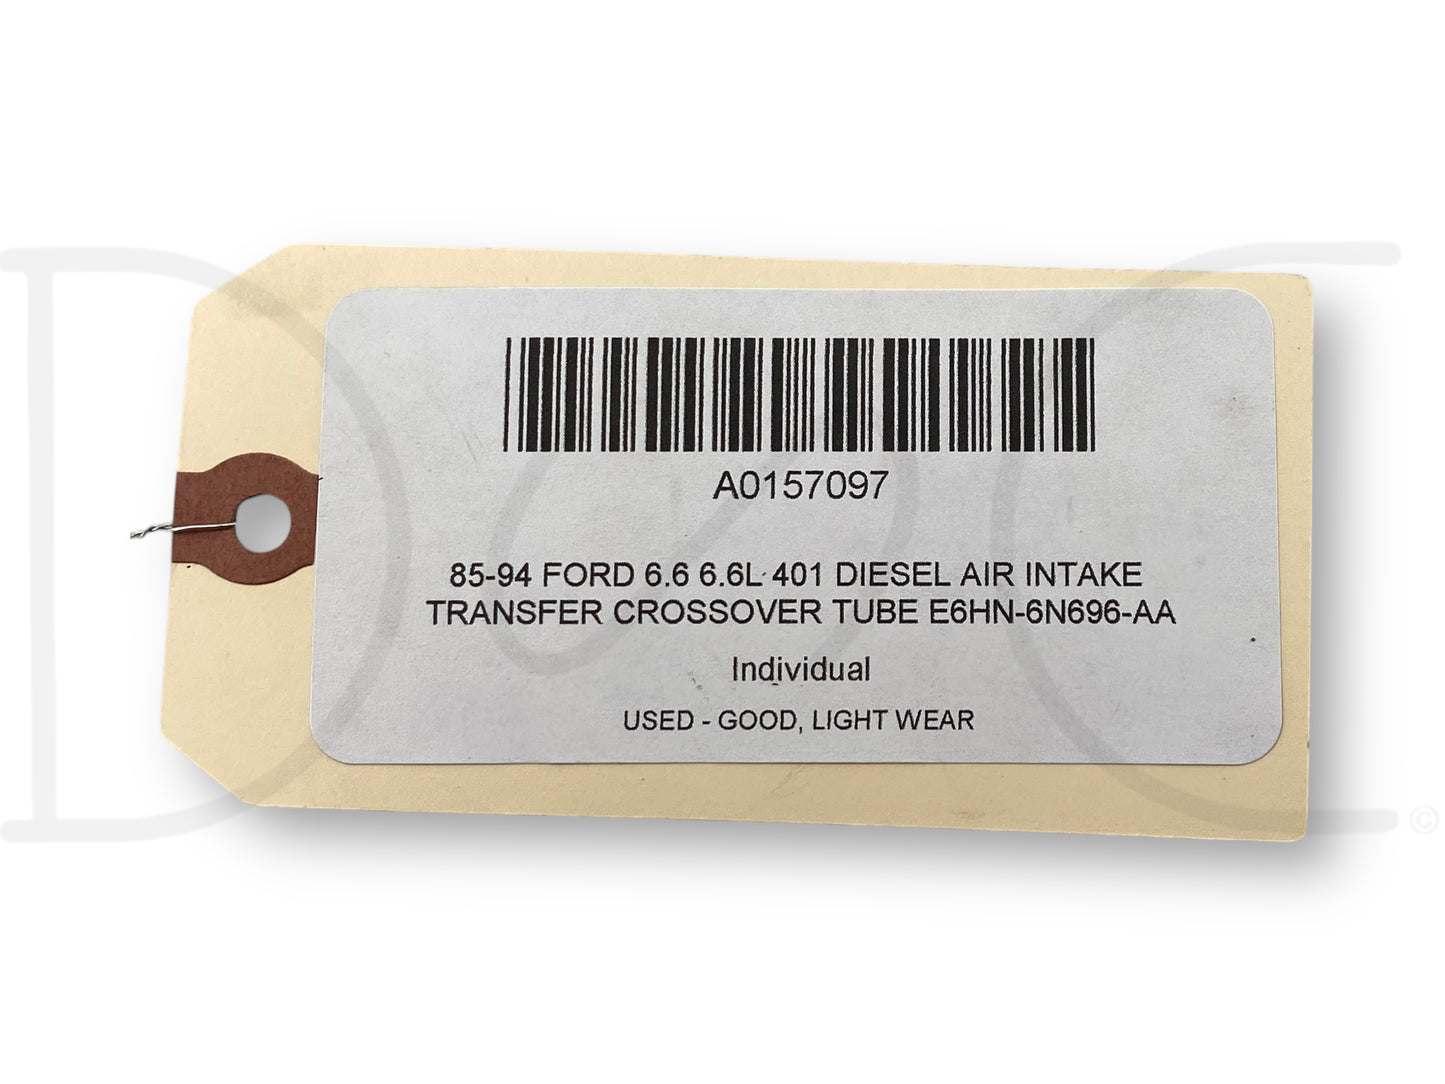 A0157097
85-94 FORD 6.6 6.6L 401 DIESEL AIR INTAKE
TRANSFER CROSSOVER TUBE E6HN-6N696-AA
Individual
USED - GOOD, LIGHT WEAR
©